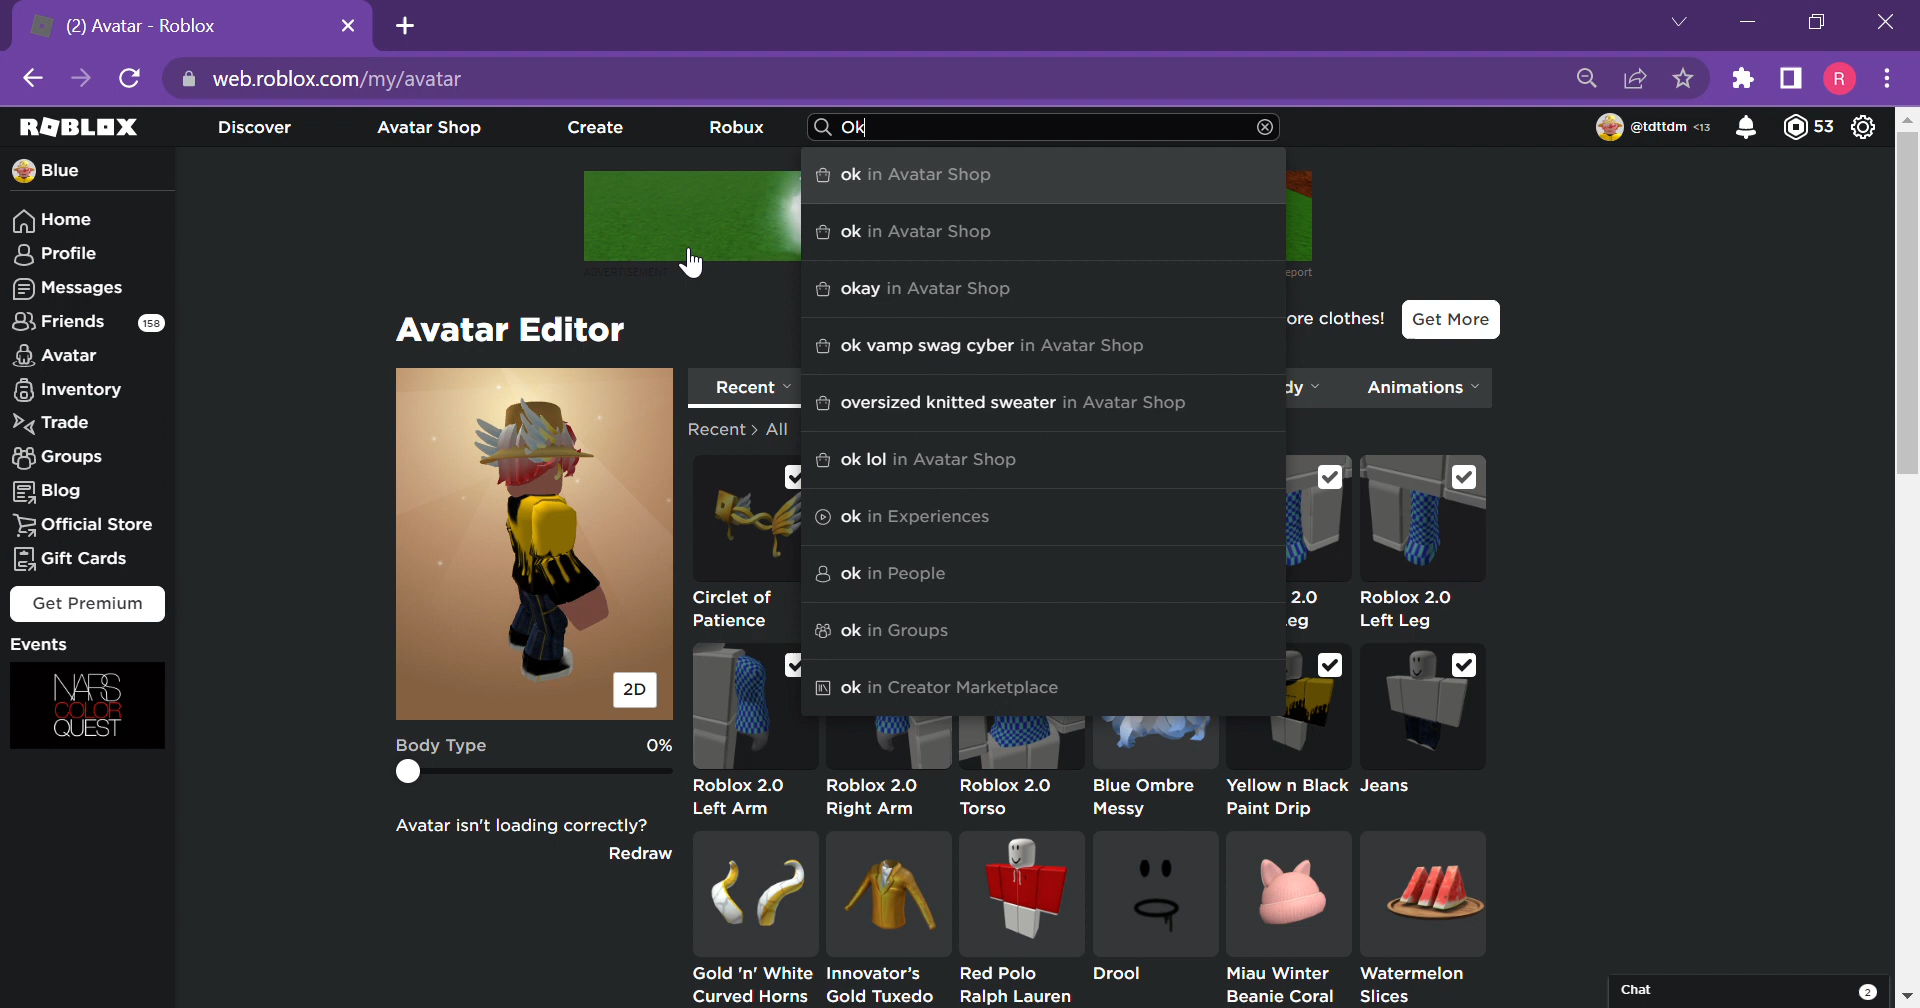 (2) Avatar - Roblox
web.roblox.com/my/avatar
R
ROBLOX
Discover
Avatar Shop
Create
Robux
Ok
@tdttdm <13
53
Blue
Home
Profile
Messages
Friends 158
Avatar
Inventory
Trade
Groups
Blog
Official Store
Gift Cards
Get Premium
Events
NARS
COLOR
QUEST
ok in Avatar Shop
ok in Avatar Shop
okay in Avatar Shop
ok vamp swag cyber in Avatar Shop
oversized knitted sweater in Avatar Shop
ok lol in Avatar Shop
ok in Experiences
ok in People
ok in Groups
ok in Creator Marketplace
ADVERTISEMENT
eport
Avatar Editor
ore clothes!
Get More
Recent
dy
Animations
Recent > All
2D
Body Type 0%
Avatar isn't loading correctly?
Redraw
Circlet of
Patience
2.0
eg
Roblox 2.0
Left Leg
Roblox 2.0
Left Arm
Roblox 2.0
Right Arm
Roblox 2.0
Torso
Blue Ombre
Messy
Yellow n Black
Paint Drip
Jeans
Gold 'n' White
Curved Horns
Innovator's
Gold Tuxedo
Red Polo
Ralph Lauren
Drool
Miau Winter
Beanie Coral
Watermelon
Slices
Chat 2